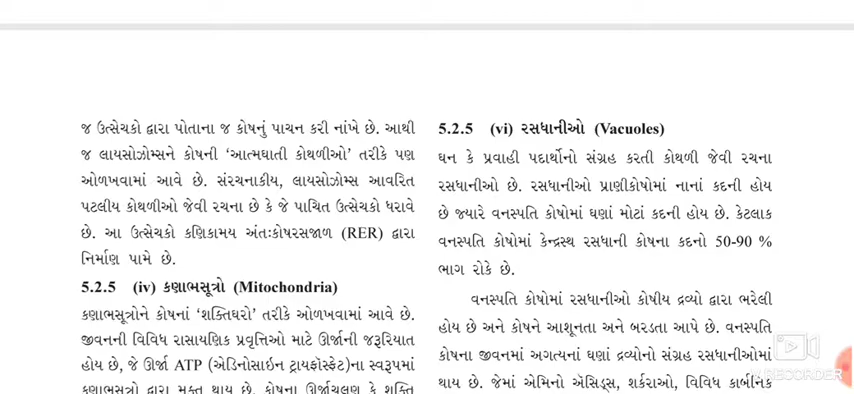 જ ઉત્સેચકો દ્વારા પોતાના જ કોષનું પાચન કરી નાંખે છે. આથી
જ લાયસોઝોમ્સને કોષની ‘આત્મઘાતી કોથળીઓ’ તરીકે પણ
ઓળખવામાં આવે છે. સંરચનાકીય, લાયસોઝોમ્સ આવરિત
પટલીય કોથળીઓ જેવી રચના છે કે જે પાચિત ઉત્સેચકો ધરાવે
છે. આ ઉત્સેચકો કણિકામય અંતઃકોષરસજાળ (RER) દ્વારા
નિર્માણ પામે છે.
5.2.5 (iv) કણાભસૂત્રો (Mitochondria)
કણાભસૂત્રોને કોષનાં ‘શક્તિઘરો’ તરીકે ઓળખવામાં આવે છે.
જીવનની વિવિધ રાસાયણિક પ્રવૃત્તિઓ માટે ઊર્જાની જરૂરિયાત
હોય છે, જે ઊર્જા ATP (એડિનોસાઇન ટ્રાયફૉસ્ફેટ)ના સ્વરૂપમાં
કણાભસૂત્રો દ્વારા મુક્ત થાય છે. કોષના ઊર્જાચલણ કે શક્તિ
5.2.5 (vi) રસધાનીઓ (Vacuoles)
ઘન કે પ્રવાહી પદાર્થોનો સંગ્રહ કરતી કોથળી જેવી રચના
રસધાનીઓ છે. રસધાનીઓ પ્રાણીકોષોમાં નાનાં કદની હોય
છે જ્યારે વનસ્પતિ કોષોમાં ઘણાં મોટાં કદની હોય છે. કેટલાક
વનસ્પતિ કોષોમાં કેન્દ્રસ્થ રસધાની કોષના કદનો 50-90 %
ભાગ રોકે છે.
વનસ્પતિ કોષોમાં રસધાનીઓ કોષીય દ્રવ્યો દ્વારા ભરેલી
હોય છે અને કોષને આશૂનતા અને બરડતા આપે છે. વનસ્પતિ
કોષના જીવનમાં અગત્યનાં ઘણાં દ્રવ્યોનો સંગ્રહ રસધાનીઓમાં
થાય છે. જેમાં એમિનો ઍસિડ્સ, શર્કરાઓ, વિવિધ કાર્બનિક
RECORDER